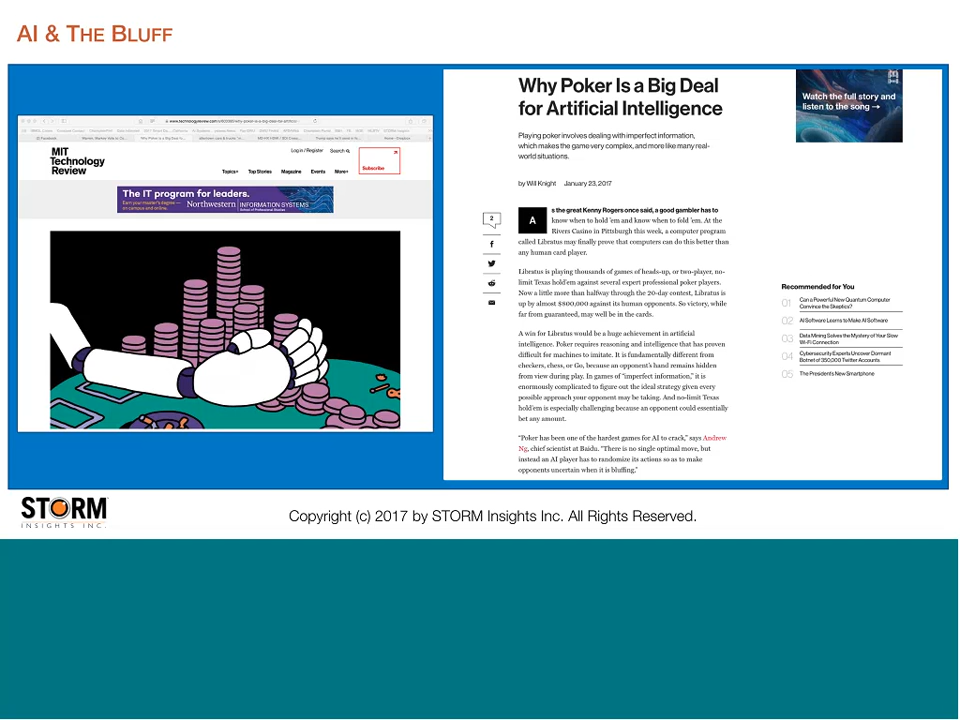 AI & THE BLUFF
www.technologyreview.com
MIT
Technology
Review
Log in / Register
Search
Subscribe
Topics+
Top Stories
Magazine
Events
More+
The IT program for leaders.
Earn your master's degree—
on campus and online.
Northwestern
INFORMATION SYSTEMS
School of Professional Studies
Why Poker Is a Big Deal
for Artificial Intelligence
Playing poker involves dealing with imperfect information,
which makes the game very complex, and more like many real-
world situations.
by Will Knight January 23, 2017
2
As the great Kenny Rogers once said, a good gambler has to
know when to hold 'em and know when to fold 'em. At the
Rivers Casino in Pittsburgh this week, a computer program
called Libratus may finally prove that computers can do this better than
any human card player.
Libratus is playing thousands of games of heads-up, or two-player, no-
limit Texas hold'em against several expert professional poker players.
Now a little more than halfway through the 20-day contest, Libratus is
up by almost $800,000 against its human opponents. So victory, while
far from guaranteed, may well be in the cards.
A win for Libratus would be a huge achievement in artificial
intelligence. Poker requires reasoning and intelligence that has proven
difficult for machines to imitate. It is fundamentally different from
checkers, chess, or Go, because an opponent's hand remains hidden
from view during play. In games of "imperfect information," it is
enormously complicated to figure out the ideal strategy given every
possible approach your opponent may be taking. And no-limit Texas
hold'em is especially challenging because an opponent could essentially
bet any amount.
"Poker has been one of the hardest games for AI to crack," says Andrew
Ng, chief scientist at Baidu. "There is no single optimal move, but
instead an AI player has to randomize its actions so as to make
opponents uncertain when it is bluffing."
Watch the full story and
listen to the song →
Recommended for You
01 Can a Powerful New Quantum Computer
Convince the Skeptics?
02 AI Software Learns to Make AI Software
03 Data Mining Solves the Mystery of Your Slow
Wi-Fi Connection
04 Cybersecurity Experts Uncover Dormant
Botnet of 350,000 Twitter Accounts
05 The President's New Smartphone
STORM
INSIGHTS INC.
Copyright (c) 2017 by STORM Insights Inc. All Rights Reserved.